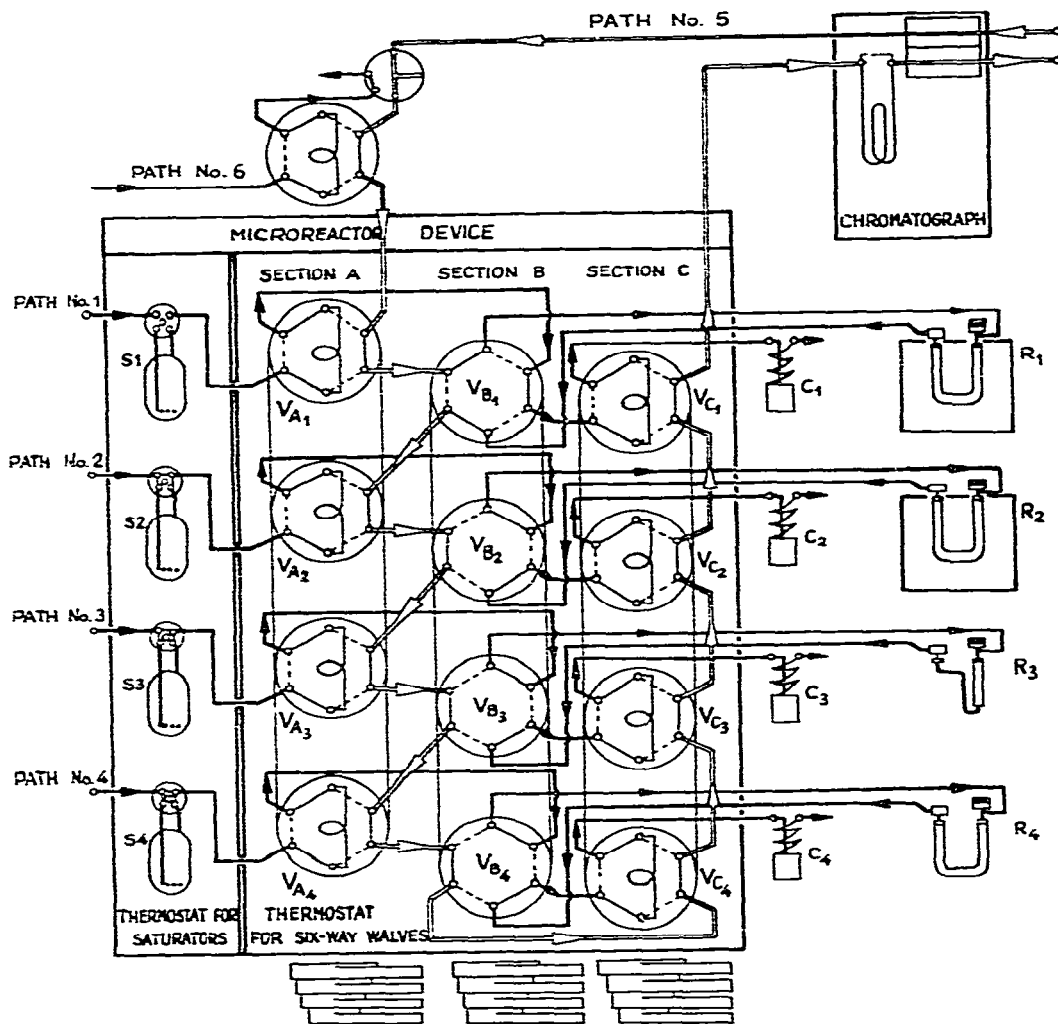 PATH No. 5
PATH No. 6
CHROMATOGRAPH
MICROREACTOR DEVICE
SECTION A
SECTION B
SECTION C
PATH No.1
S1
VA1
VB1
VC1
C1
R1
PATH No.2
S2
VA2
VB2
VC2
C2
R2
PATH No.3
S3
VA3
VB3
VC3
C3
R3
PATH No.4
S4
VA4
VB4
VC4
C4
R4
THERMOSTAT FOR
SATURATORS
THERMOSTAT
FOR SIX-WAY WALVES